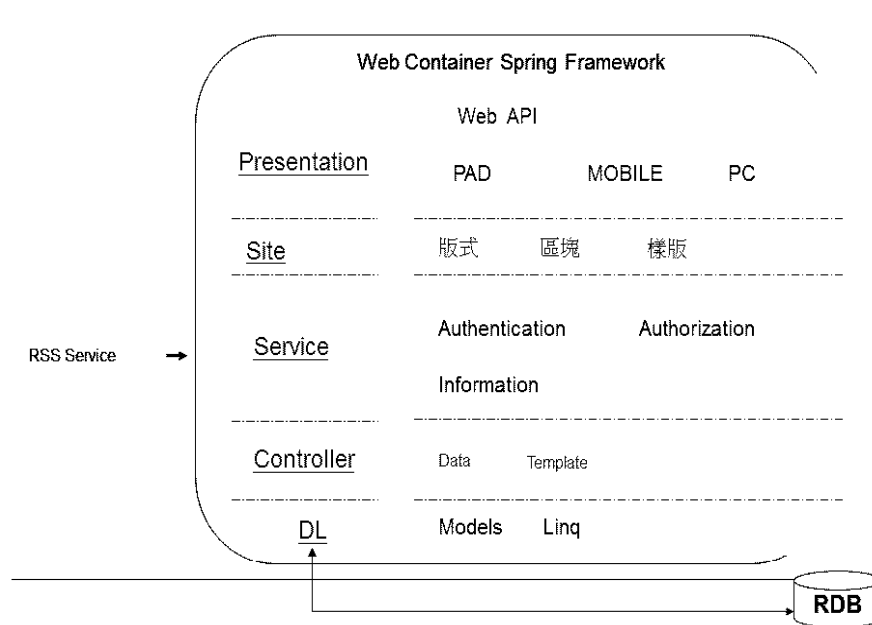 Web Container Spring Framework
Web API
Presentation
PAD MOBILE PC
Site
版式 區塊 樣版
RSS Service
Service
Authentication Authorization
Information
Controller
Data Template
DL
Models Linq
RDB